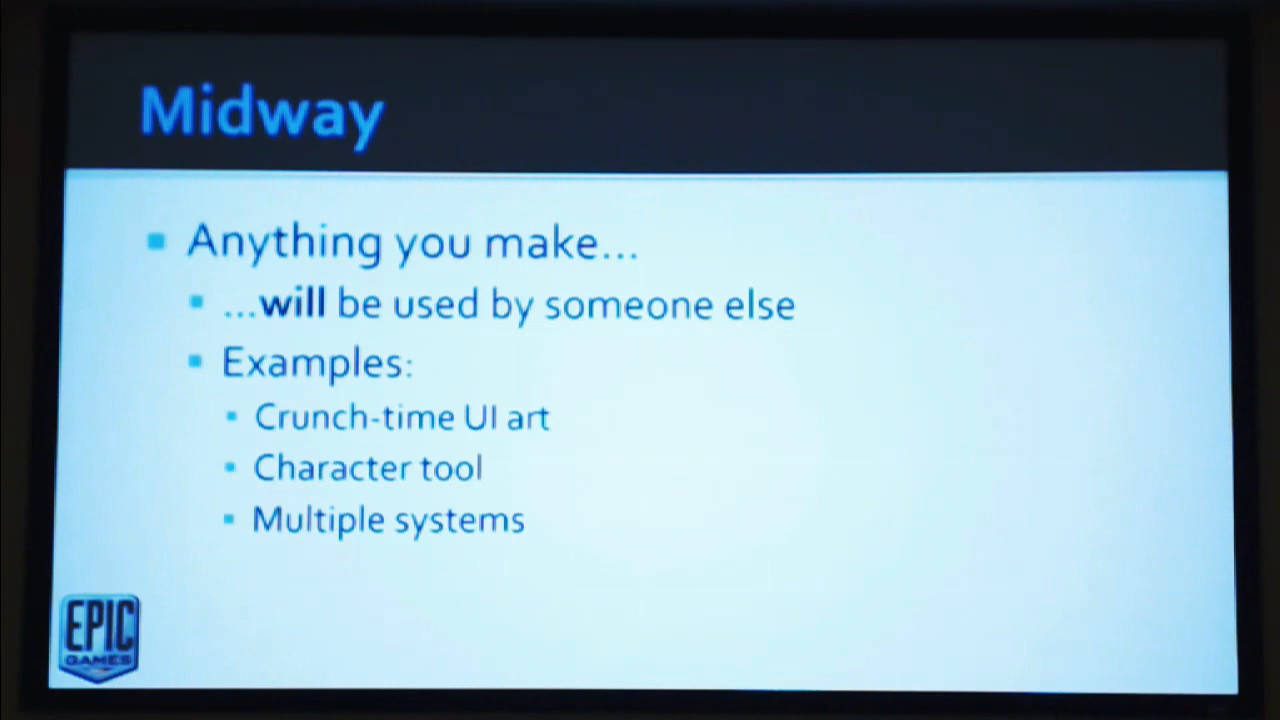 Midway
Anything you make...
...will be used by someone else
Examples:
Crunch-time UI art
Character tool
Multiple systems
EPIC
GAMES